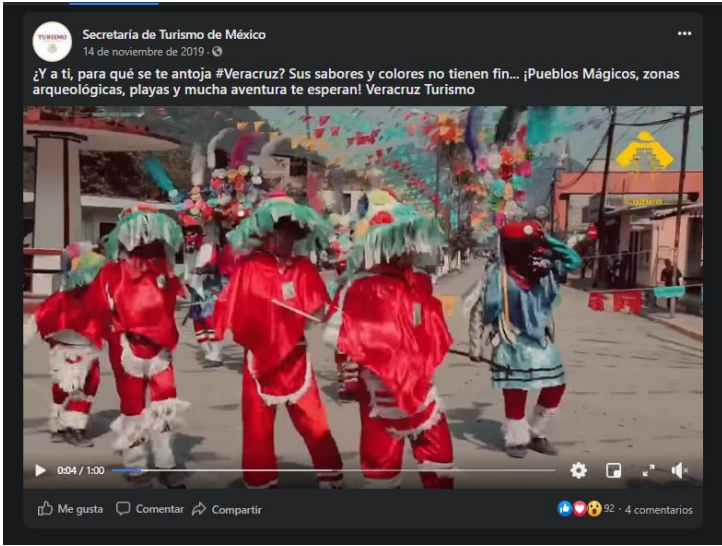 TURISMO
Secretaría de Turismo de México
14 de noviembre de 2019 ·
¿Y a ti, para qué se te antoja #Veracruz? Sus sabores y colores no tienen fin... ¡Pueblos Mágicos, zonas
arqueológicas, playas y mucha aventura te esperan! Veracruz Turismo
Cultura
0:04 / 1:00
Me gusta Comentar Compartir
92 · 4 comentarios